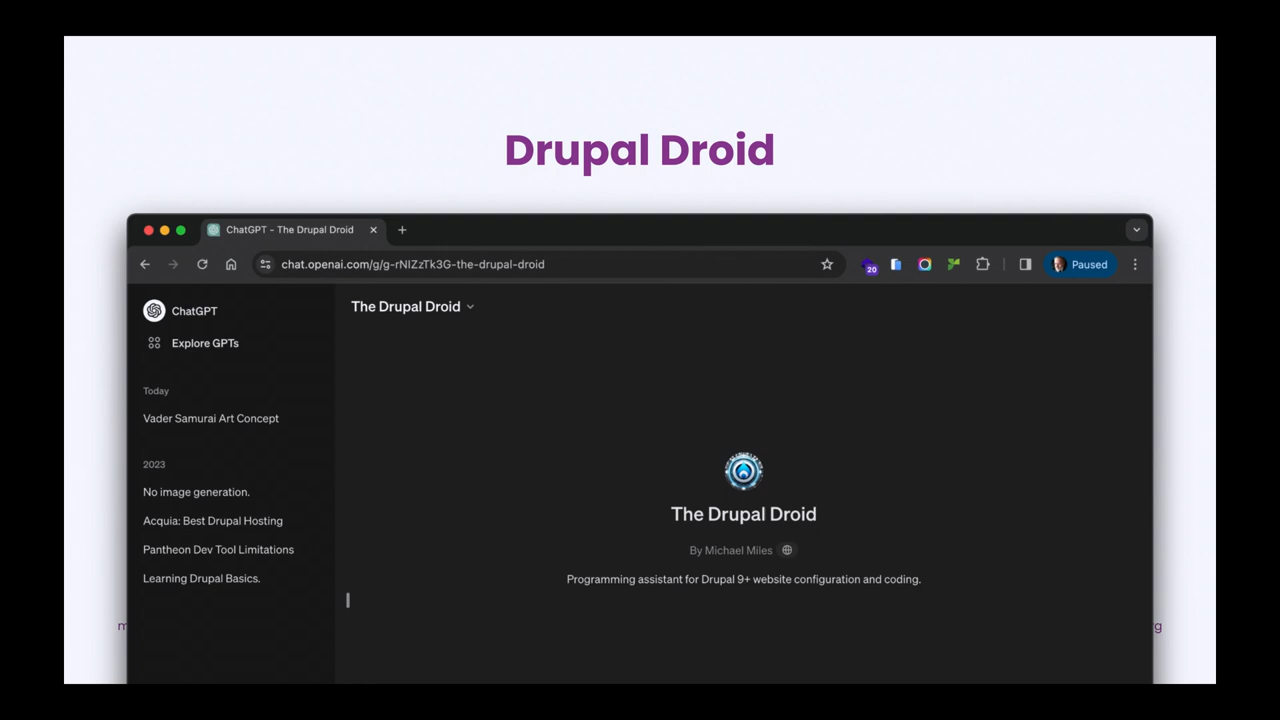 Drupal Droid
ChatGPT - The Drupal Droid
chat.openai.com/g/g-rNIZzTk3G-the-drupal-droid
20
Paused
ChatGPT
The Drupal Droid
Explore GPTs
Today
Vader Samurai Art Concept
2023
No image generation.
Acquia: Best Drupal Hosting
Pantheon Dev Tool Limitations
Learning Drupal Basics.
The Drupal Droid
By Michael Miles
Programming assistant for Drupal 9+ website configuration and coding.